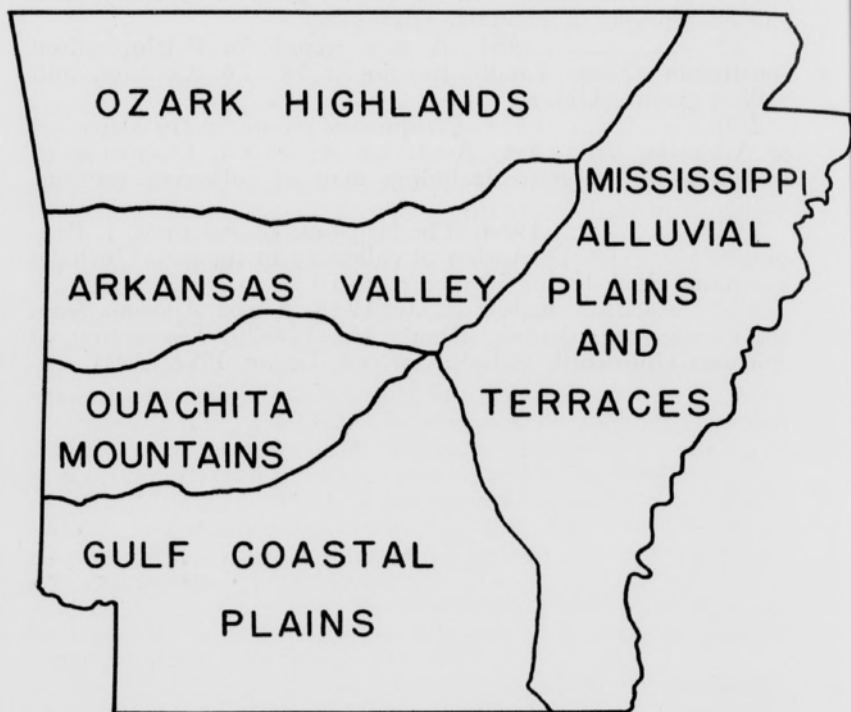 OZARK HIGHLANDS
MISSISSIPPI
ALLUVIAL
PLAINS
AND
TERRACES
ARKANSAS VALLEY
OUACHITA
MOUNTAINS
GULF COASTAL
PLAINS